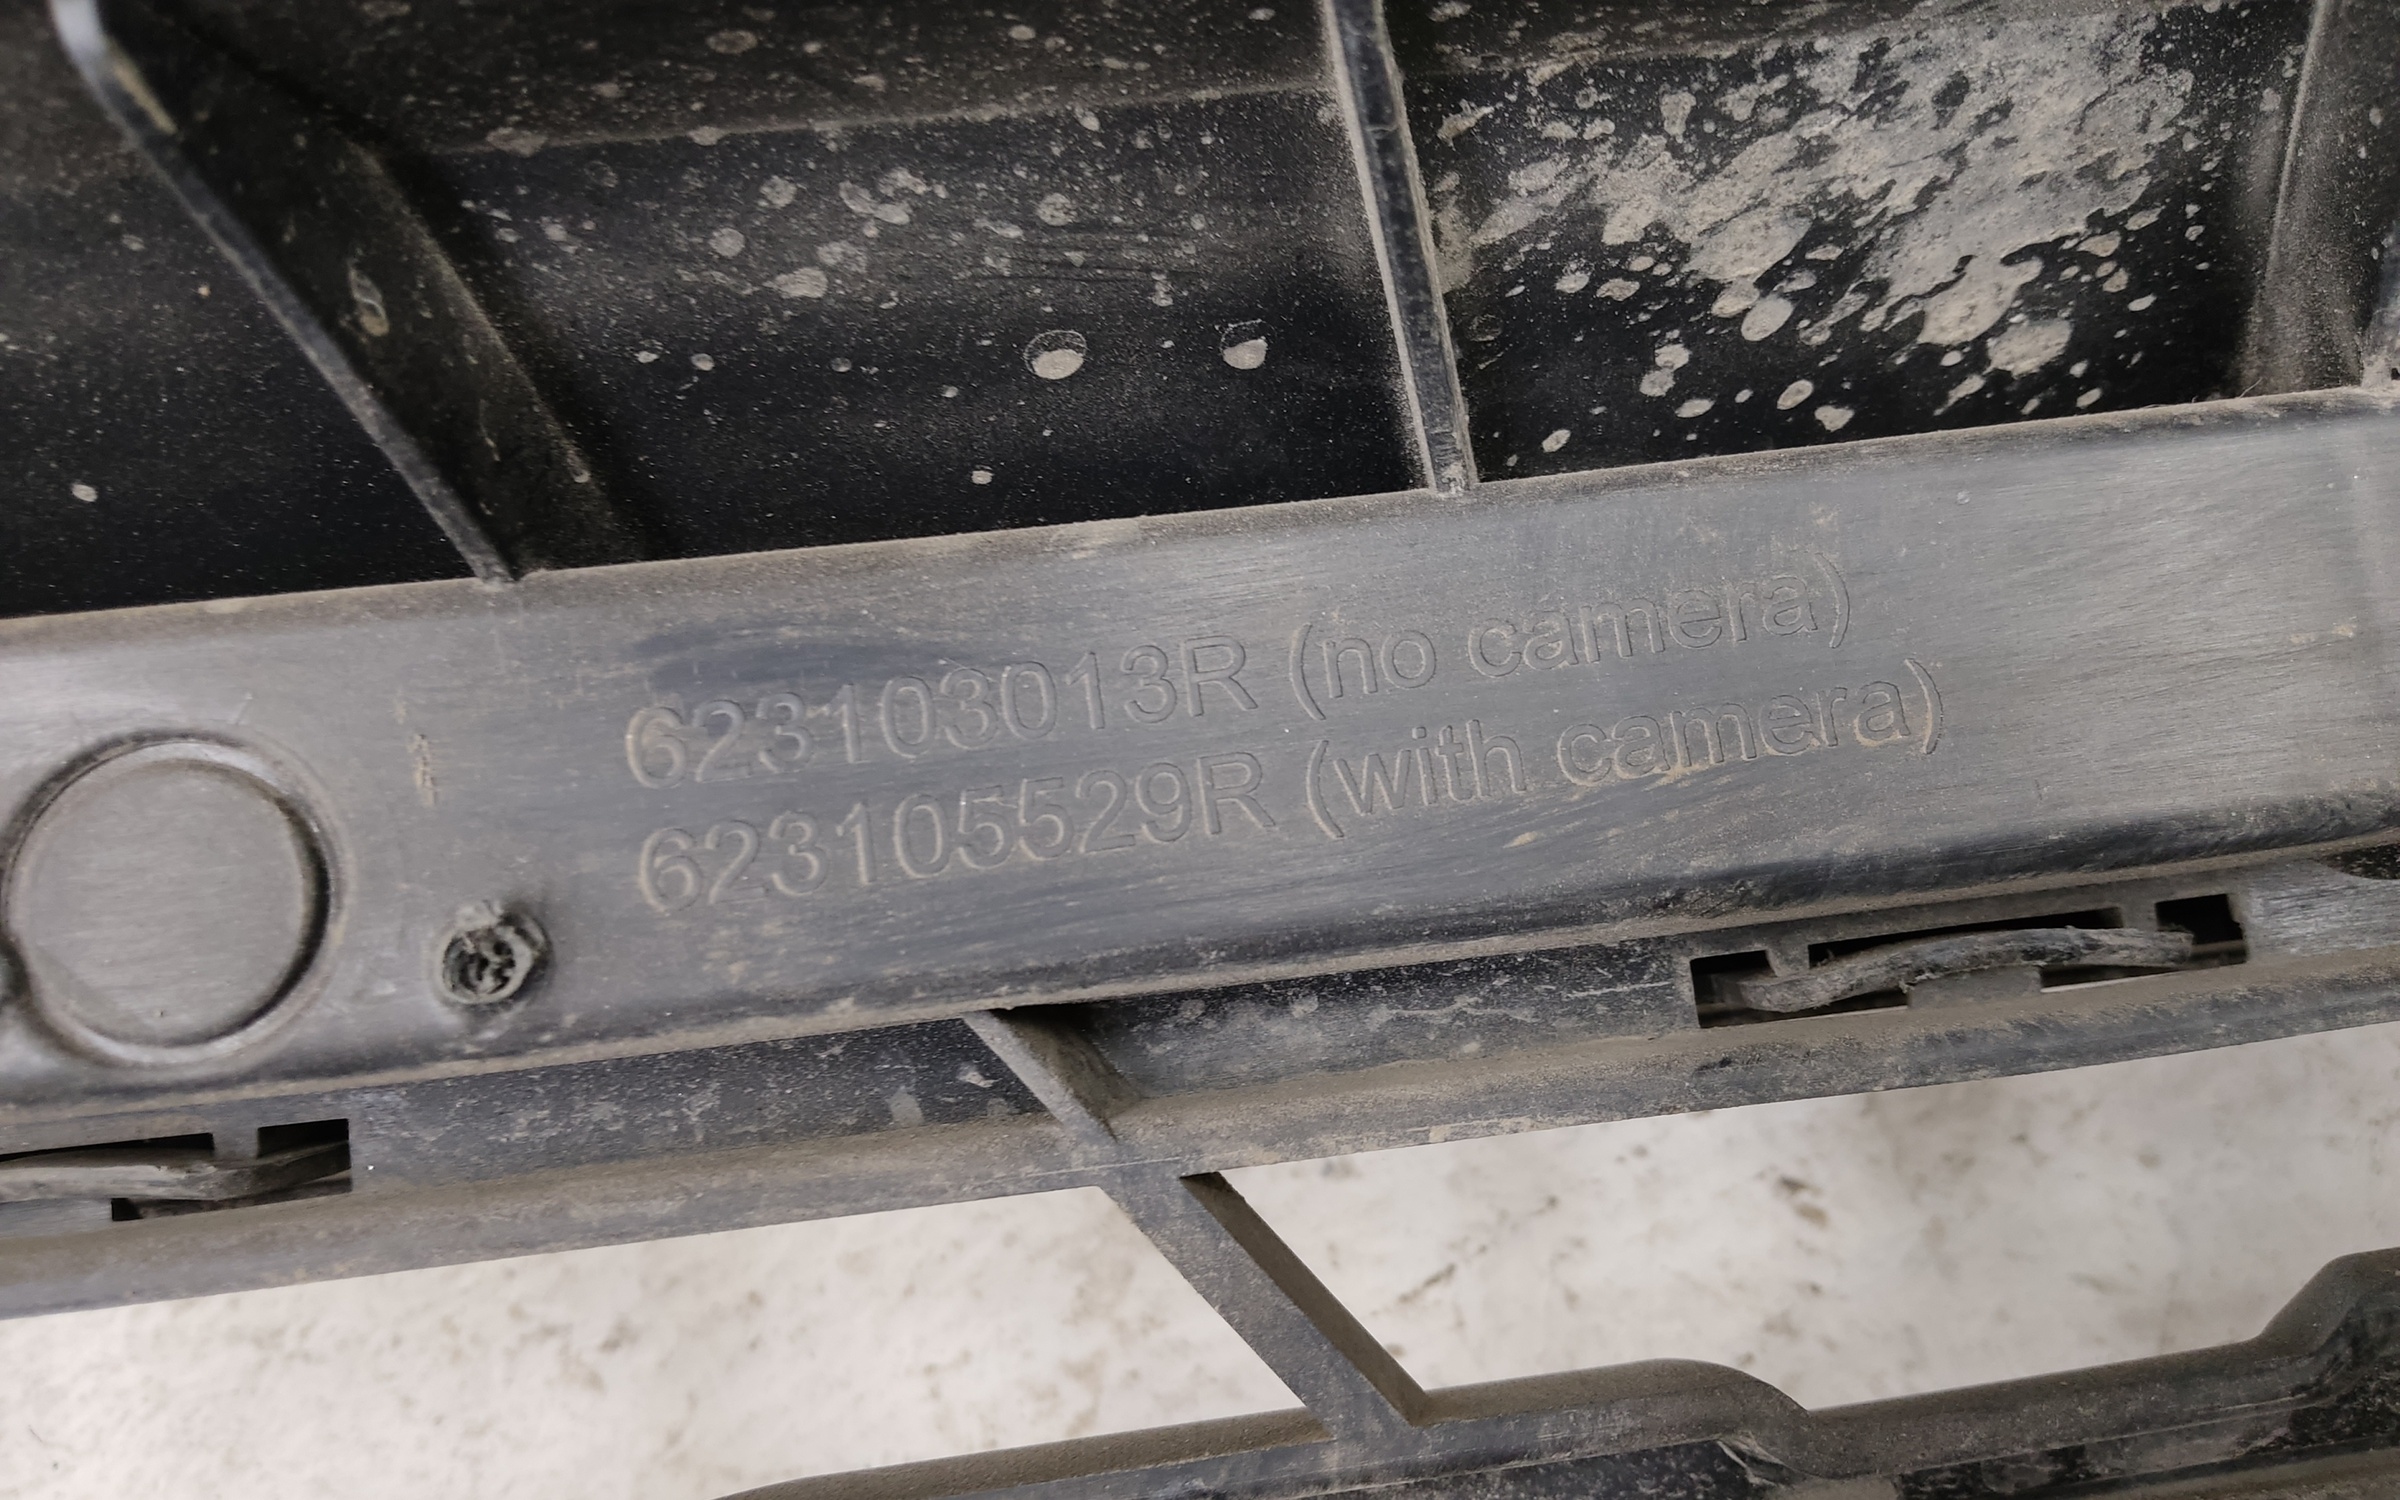 623103013R (no camera)
623105529R (with camera)